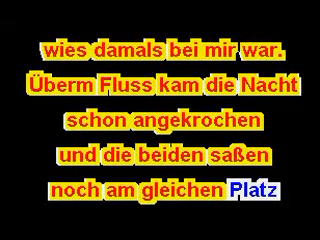 wies damals bei mir war.
Überm Fluss kam die Nacht
schon angekrochen
und die beiden saßen
noch am gleichen Platz